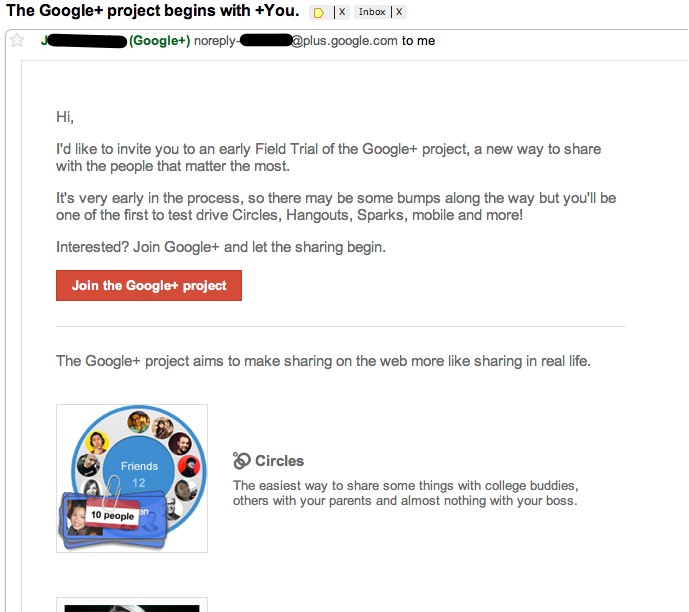 The Google+ project begins with +You. | X Inbox | X
J (Google+) noreply- @plus.google.com to me
Hi,
I'd like to invite you to an early Field Trial of the Google+ project, a new way to share
with the people that matter the most.
It's very early in the process, so there may be some bumps along the way but you'll be
one of the first to test drive Circles, Hangouts, Sparks, mobile and more!
Interested? Join Google+ and let the sharing begin.
Join the Google+ project
The Google+ project aims to make sharing on the web more like sharing in real life.
Friends
12
10 people
Circles
The easiest way to share some things with college buddies,
others with your parents and almost nothing with your boss.